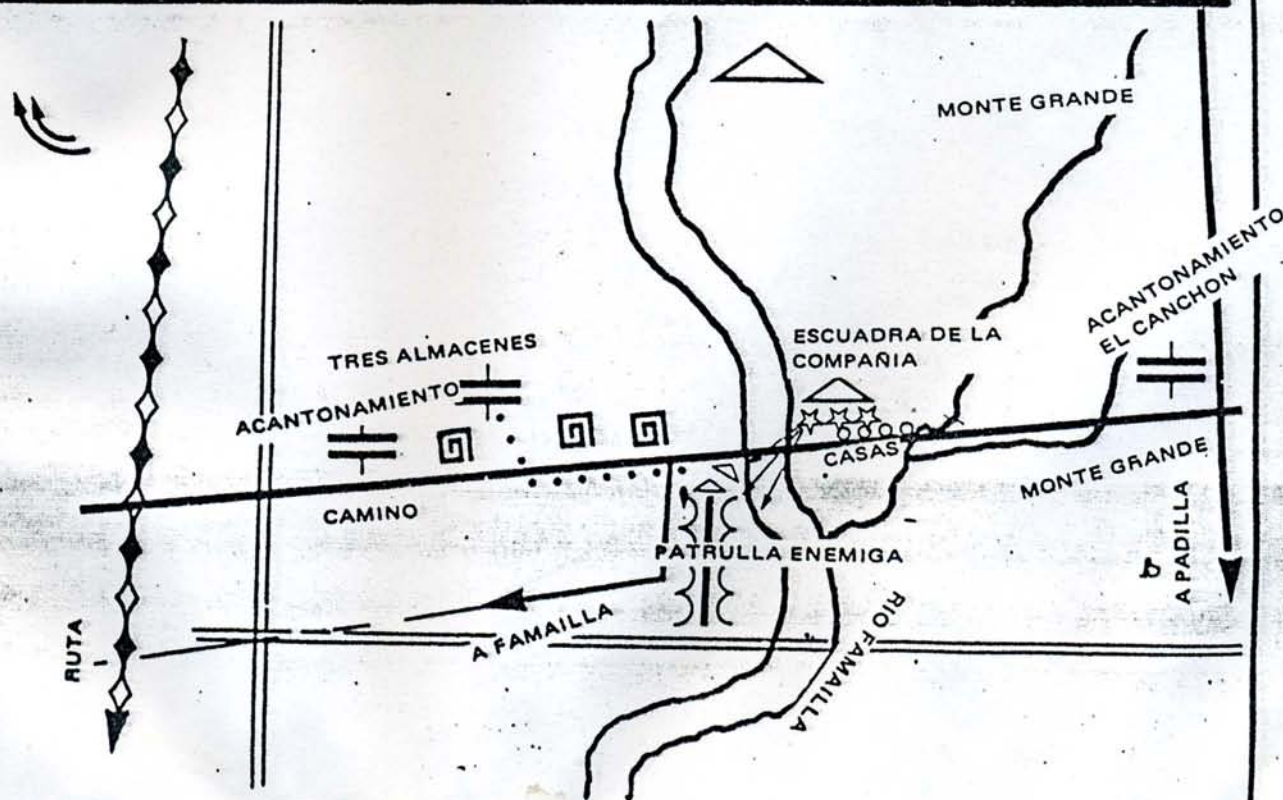 MONTE GRANDE
ACANTONAMIENTO
EL CANCHON
ESCUADRA DE LA
COMPAÑIA
TRES ALMACENES
ACANTONAMIENTO
CASAS
CAMINO
MONTE GRANDE
PATRULLA ENEMIGA
A PADILLA
RUTA
A FAMAILLA
RIO FAMAILLA